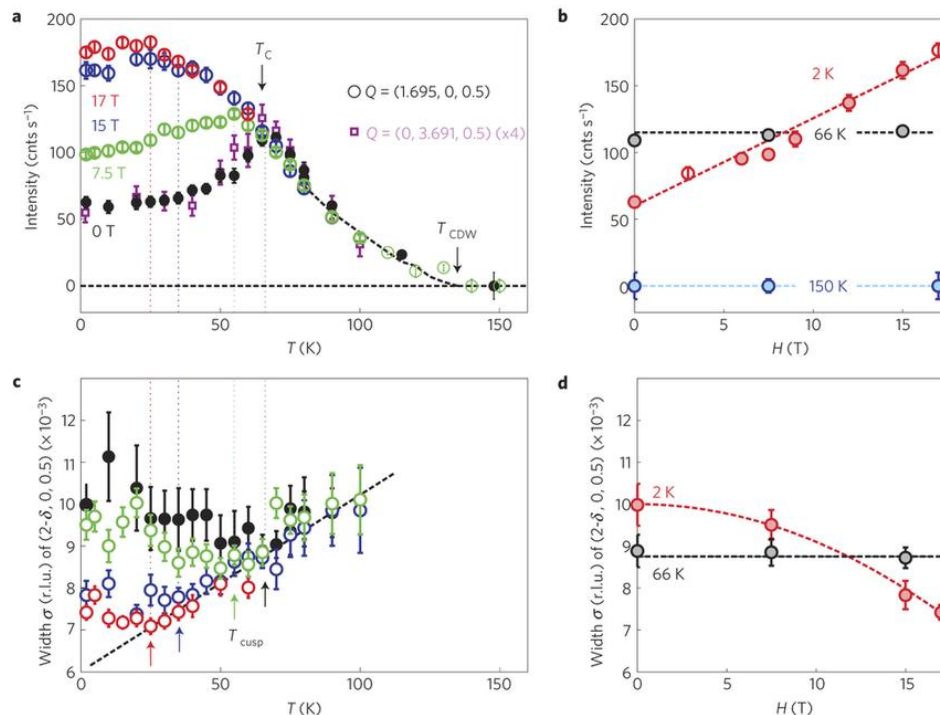 a
200
150
100
50
0
Intensity (cnts s⁻¹)
T_C
Q = (1.695, 0, 0.5)
Q = (0, 3.691, 0.5) (x4)
17 T
15 T
7.5 T
0 T
T_CDW
0 50 100 150
T (K)
b
200
150
100
50
0
Intensity (cnts s⁻¹)
2 K
66 K
150 K
0 5 10 15
H (T)
c
12
11
10
9
8
7
6
Width σ (r.l.u.) of (2-δ, 0, 0.5) (×10⁻³)
T_cusp
0 50 100 150
T (K)
d
12
11
10
9
8
7
6
Width σ (r.l.u.) of (2-δ, 0, 0.5) (×10⁻³)
2 K
66 K
0 5 10 15
H (T)